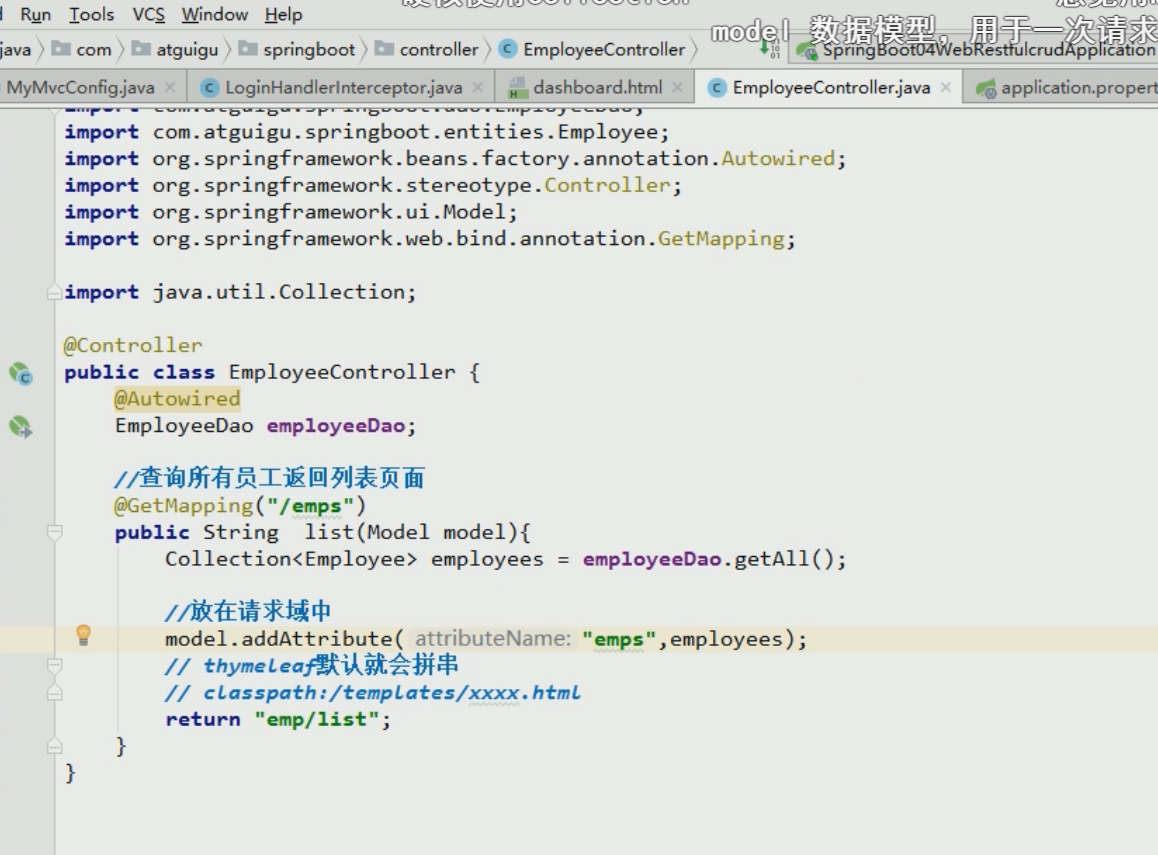 Run Tools VCS Window Help
model 数据模型，用于一次请求
java com atguigu springboot controller EmployeeController SpringBoot04WebRestfulcrudApplication
MyMvcConfig.java LoginHandlerInterceptor.java dashboard.html EmployeeController.java application.propert
import com.atguigu.springboot.dao.EmployeeDao;
import com.atguigu.springboot.entities.Employee;
import org.springframework.beans.factory.annotation.Autowired;
import org.springframework.stereotype.Controller;
import org.springframework.ui.Model;
import org.springframework.web.bind.annotation.GetMapping;
import java.util.Collection;
@Controller
public class EmployeeController {
@Autowired
EmployeeDao employeeDao;
//查询所有员工返回列表页面
@GetMapping("/emps")
public String list(Model model){
Collection<Employee> employees = employeeDao.getAll();
//放在请求域中
model.addAttribute( attributeName: "emps",employees);
// thymeleaf默认就会拼串
// classpath:/templates/xxxx.html
return "emp/list";
}
}